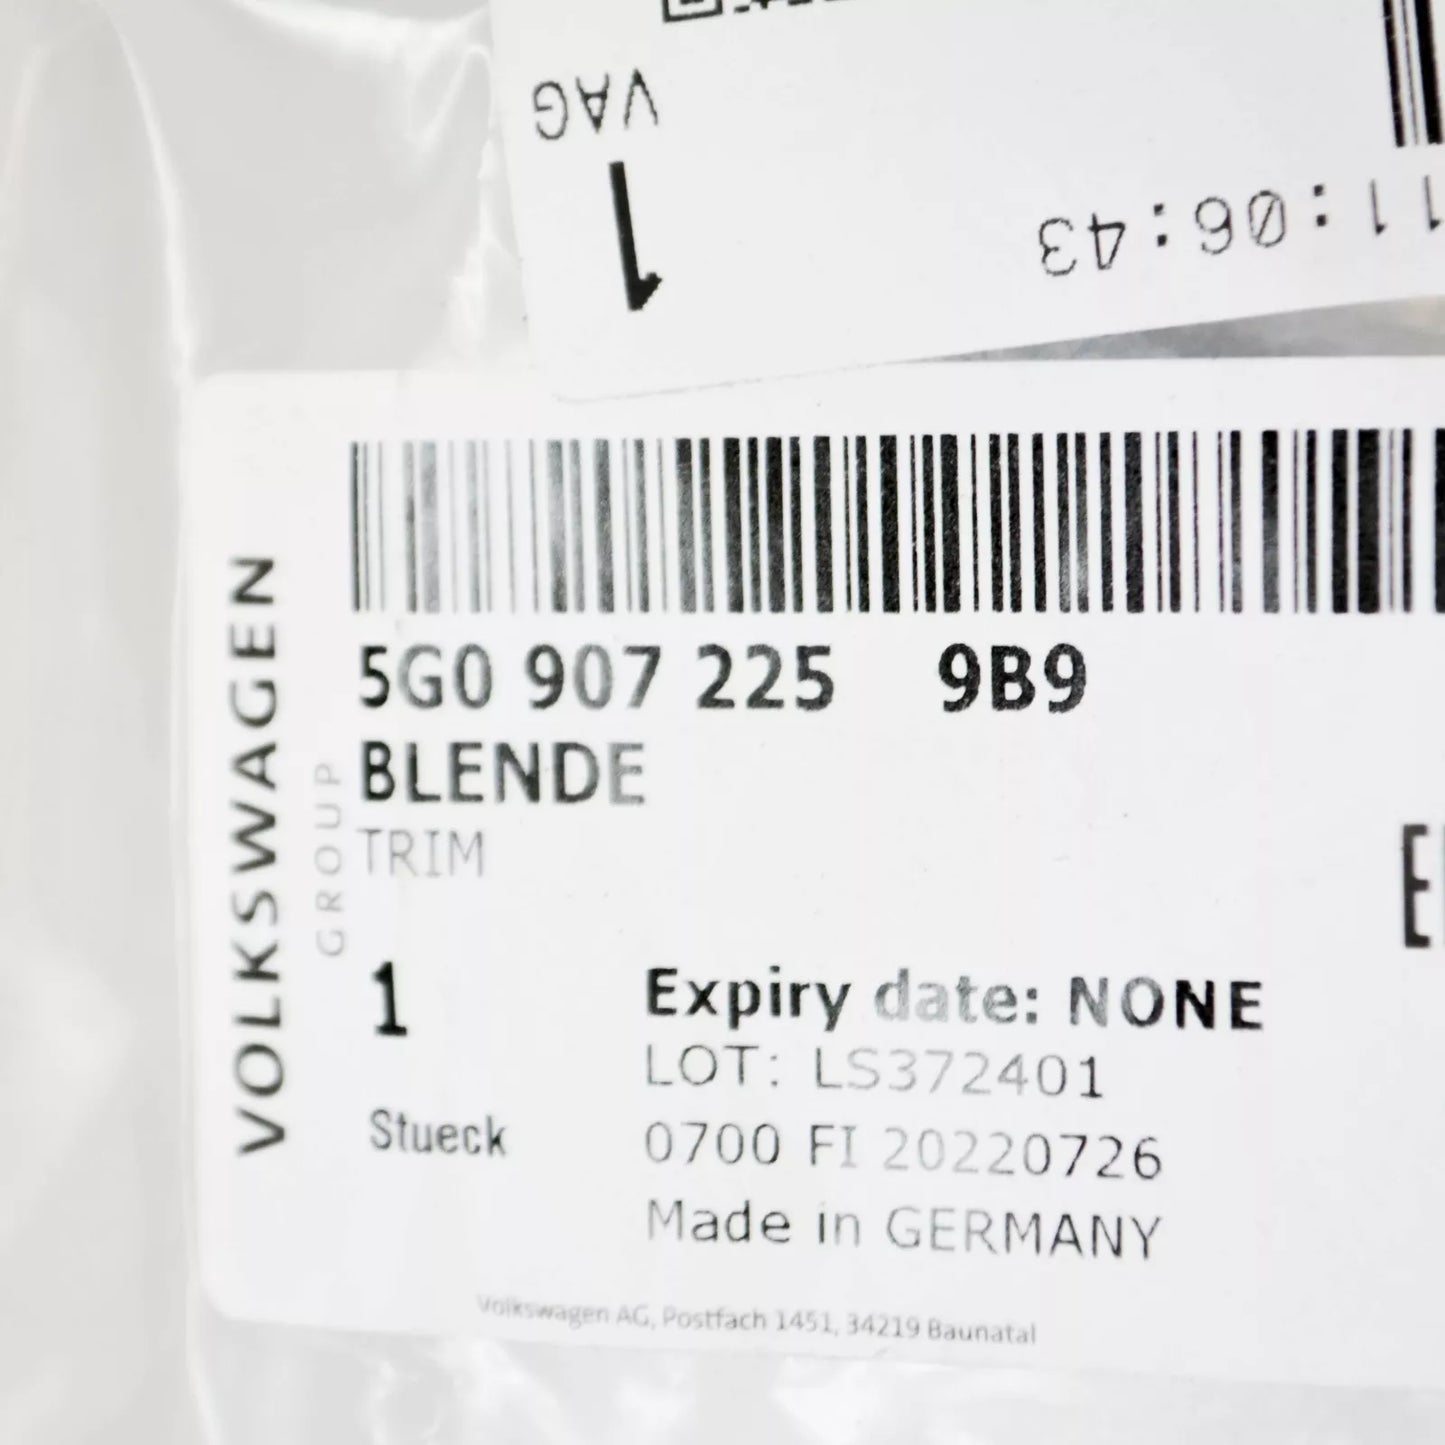 VAG
1
11:06:43
VOLKSWAGEN
GROUP
5G0 907 225 9B9
BLENDE
TRIM
1
Stueck
Expiry date: NONE
LOT: LS372401
0700 FI 20220726
Made in GERMANY
Volkswagen AG, Postfach 1451, 34219 Baunatal